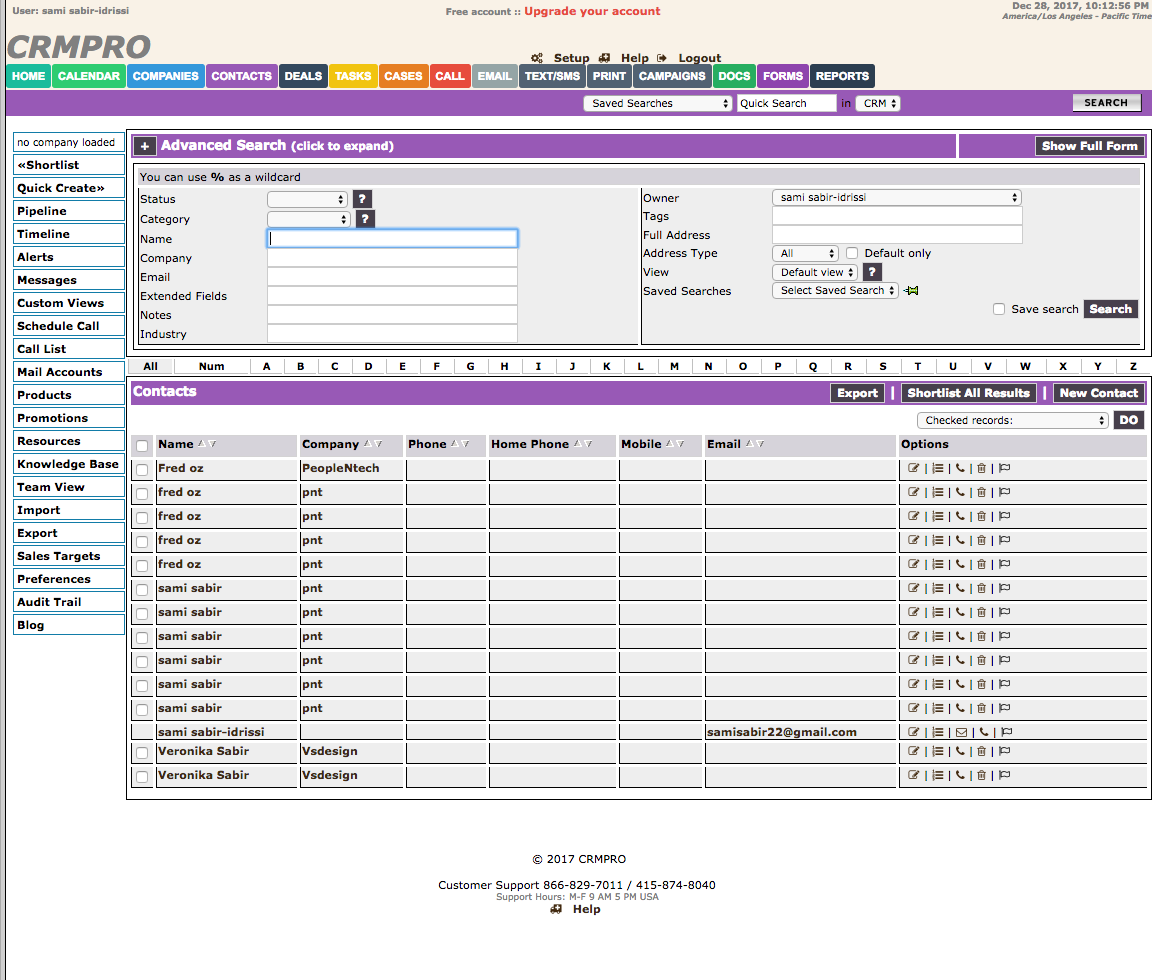 User: sami sabir-idrissi
Free account :: Upgrade your account
Dec 28, 2017, 10:12:56 PM
America/Los Angeles - Pacific Time
CRMPRO
Setup Help Logout
HOME CALENDAR COMPANIES CONTACTS DEALS TASKS CASES CALL EMAIL TEXT/SMS PRINT CAMPAIGNS DOCS FORMS REPORTS
Saved Searches Quick Search in CRM SEARCH
no company loaded
«Shortlist
Quick Create»
Pipeline
Timeline
Alerts
Messages
Custom Views
Schedule Call
Call List
Mail Accounts
Products
Promotions
Resources
Knowledge Base
Team View
Import
Export
Sales Targets
Preferences
Audit Trail
Blog
+ Advanced Search (click to expand) Show Full Form
You can use % as a wildcard
Status ?
Category ?
Name
Company
Email
Extended Fields
Notes
Industry
Owner sami sabir-idrissi
Tags
Full Address
Address Type All Default only
View Default view ?
Saved Searches Select Saved Search
Save search Search
All Num A B C D E F G H I J K L M N O P Q R S T U V W X Y Z
Contacts Export | Shortlist All Results | New Contact
Checked records: DO
Name Company Phone Home Phone Mobile Email Options
Fred oz PeopleNtech | | | |
fred oz pnt | | | |
fred oz pnt | | | |
fred oz pnt | | | |
fred oz pnt | | | |
sami sabir pnt | | | |
sami sabir pnt | | | |
sami sabir pnt | | | |
sami sabir pnt | | | |
sami sabir pnt | | | |
sami sabir pnt | | | |
sami sabir-idrissi samisabir22@gmail.com | | | |
Veronika Sabir Vsdesign | | | |
Veronika Sabir Vsdesign | | | |
© 2017 CRMPRO
Customer Support 866-829-7011 / 415-874-8040
Support Hours: M-F 9 AM 5 PM USA
Help